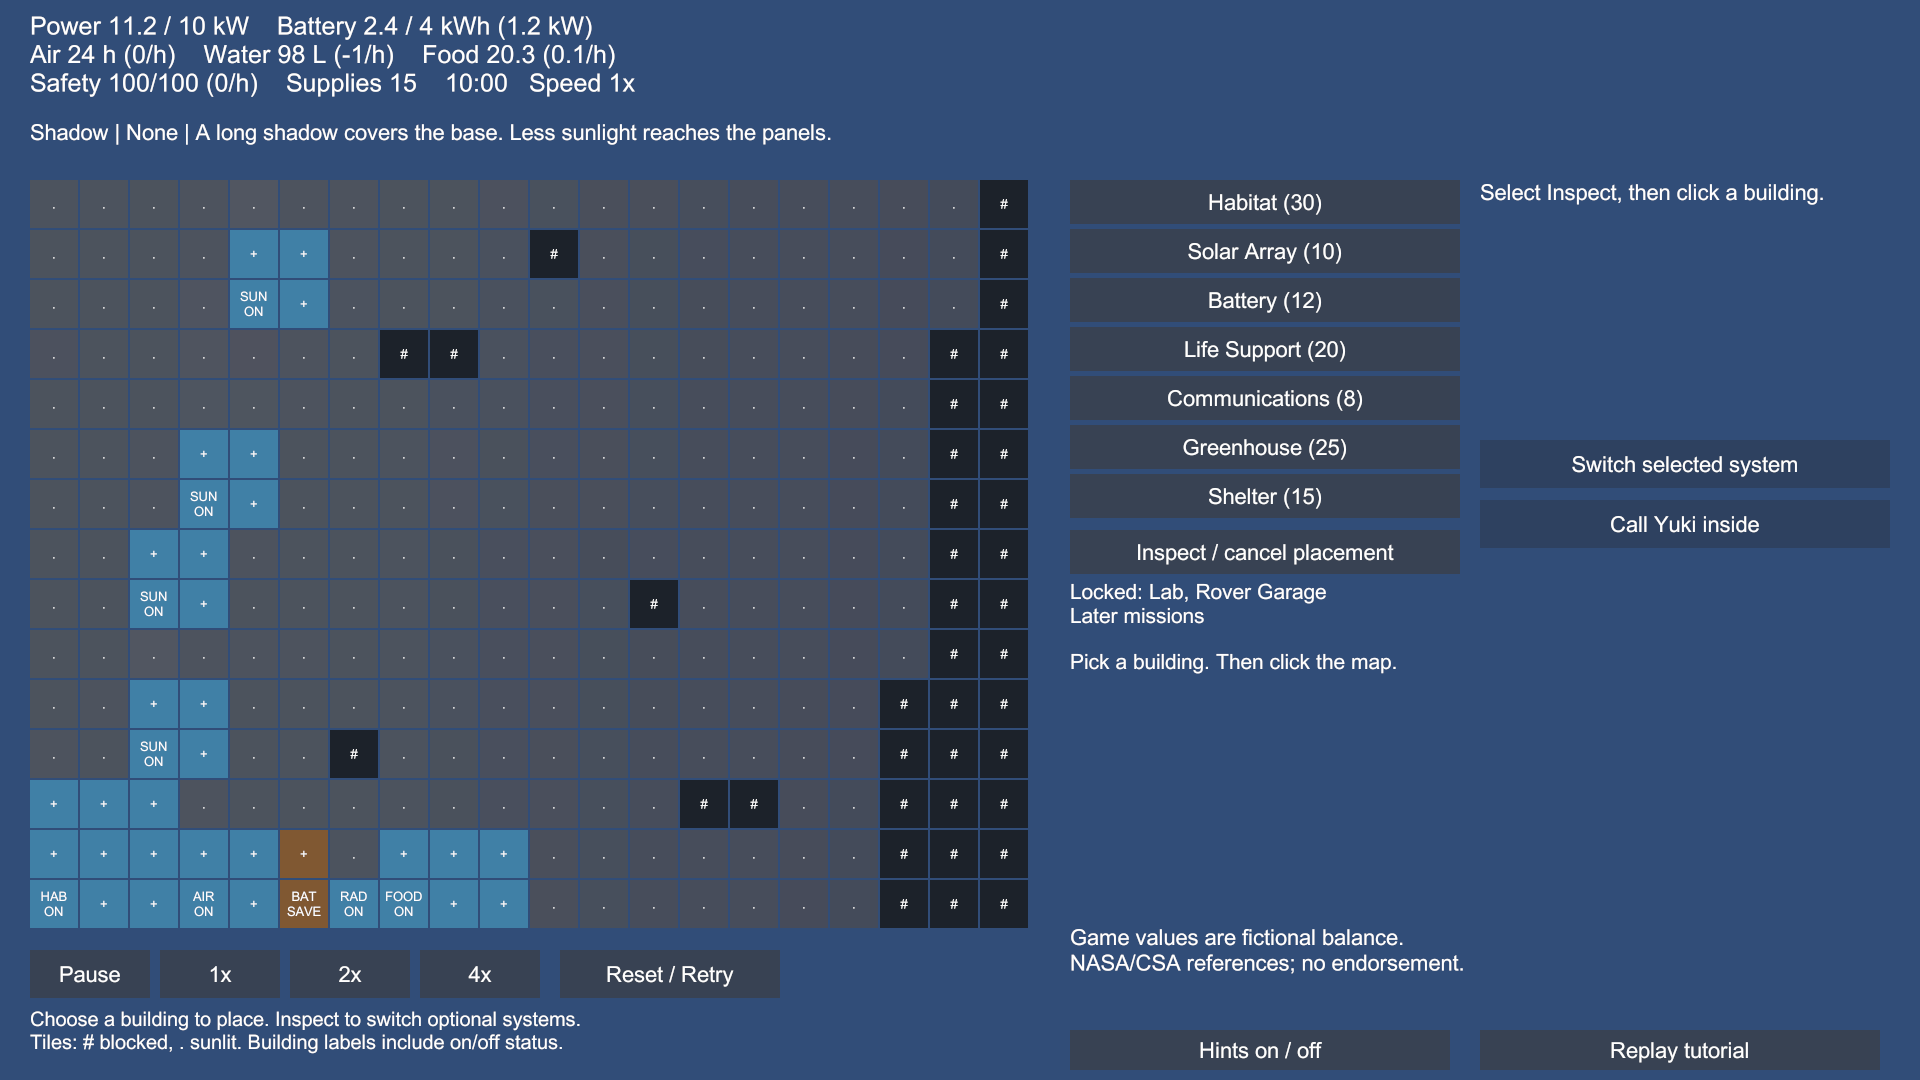 Power 11.2 / 10 kW    Battery 2.4 / 4 kWh (1.2 kW)
Air 24 h (0/h)    Water 98 L (-1/h)    Food 20.3 (0.1/h)
Safety 100/100 (0/h)    Supplies 15    10:00   Speed 1x
Shadow | None | A long shadow covers the base. Less sunlight reaches the panels.
. . . . . . . . . . . . . . . . . . . #
. . . . + + . . . . # . . . . . . . . #
. . . . SUN ON + . . . . . . . . . . . . . #
. . . . . . . # # . . . . . . . . . # #
. . . . . . . . . . . . . . . . . . # #
. . . + + . . . . . . . . . . . . . # #
. . . SUN ON + . . . . . . . . . . . . . # #
. . + + . . . . . . . . . . . . . . # #
. . SUN ON + . . . . . . . . # . . . . . # #
. . . . . . . . . . . . . . . . . . # #
. . + + . . . . . . . . . . . . . # # #
. . SUN ON + . . # . . . . . . . . . . # # #
+ + + . . . . . . . . . . # # . . # # #
+ + + + + + . + + + . . . . . . . # # #
HAB ON + + AIR ON + BAT SAVE RAD ON FOOD ON + + . . . . . . . # # #
Pause 1x 2x 4x Reset / Retry
Choose a building to place. Inspect to switch optional systems.
Tiles: # blocked, . sunlit. Building labels include on/off status.
Habitat (30)
Solar Array (10)
Battery (12)
Life Support (20)
Communications (8)
Greenhouse (25)
Shelter (15)
Inspect / cancel placement
Locked: Lab, Rover Garage
Later missions
Pick a building. Then click the map.
Game values are fictional balance.
NASA/CSA references; no endorsement.
Hints on / off
Select Inspect, then click a building.
Switch selected system
Call Yuki inside
Replay tutorial